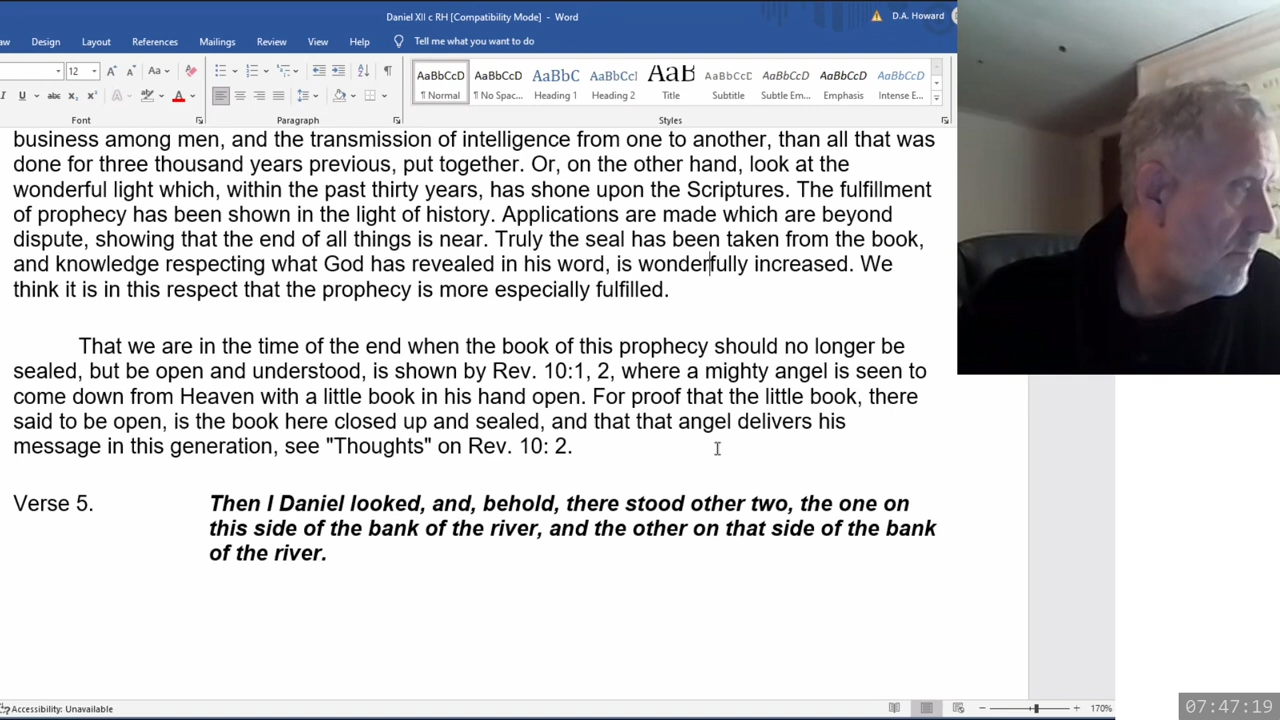 Daniel XII c RH [Compatibility Mode] - Word
D.A. Howard
aw Design Layout References Mailings Review View Help Tell me what you want to do
12 Aa
AaBbCcD AaBbCcD AaBbC AaBbCcI AaB AaBbCcD AaBbCcD AaBbCcD AaBbCcD
¶ Normal ¶ No Spac... Heading 1 Heading 2 Title Subtitle Subtle Em... Emphasis Intense E...
Font Paragraph Styles
business among men, and the transmission of intelligence from one to another, than all that was
done for three thousand years previous, put together. Or, on the other hand, look at the
wonderful light which, within the past thirty years, has shone upon the Scriptures. The fulfillment
of prophecy has been shown in the light of history. Applications are made which are beyond
dispute, showing that the end of all things is near. Truly the seal has been taken from the book,
and knowledge respecting what God has revealed in his word, is wonderfully increased. We
think it is in this respect that the prophecy is more especially fulfilled.
That we are in the time of the end when the book of this prophecy should no longer be
sealed, but be open and understood, is shown by Rev. 10:1, 2, where a mighty angel is seen to
come down from Heaven with a little book in his hand open. For proof that the little book, there
said to be open, is the book here closed up and sealed, and that that angel delivers his
message in this generation, see "Thoughts" on Rev. 10: 2.
Verse 5. Then I Daniel looked, and, behold, there stood other two, the one on
this side of the bank of the river, and the other on that side of the bank
of the river.
Accessibility: Unavailable
170%
07:47:19